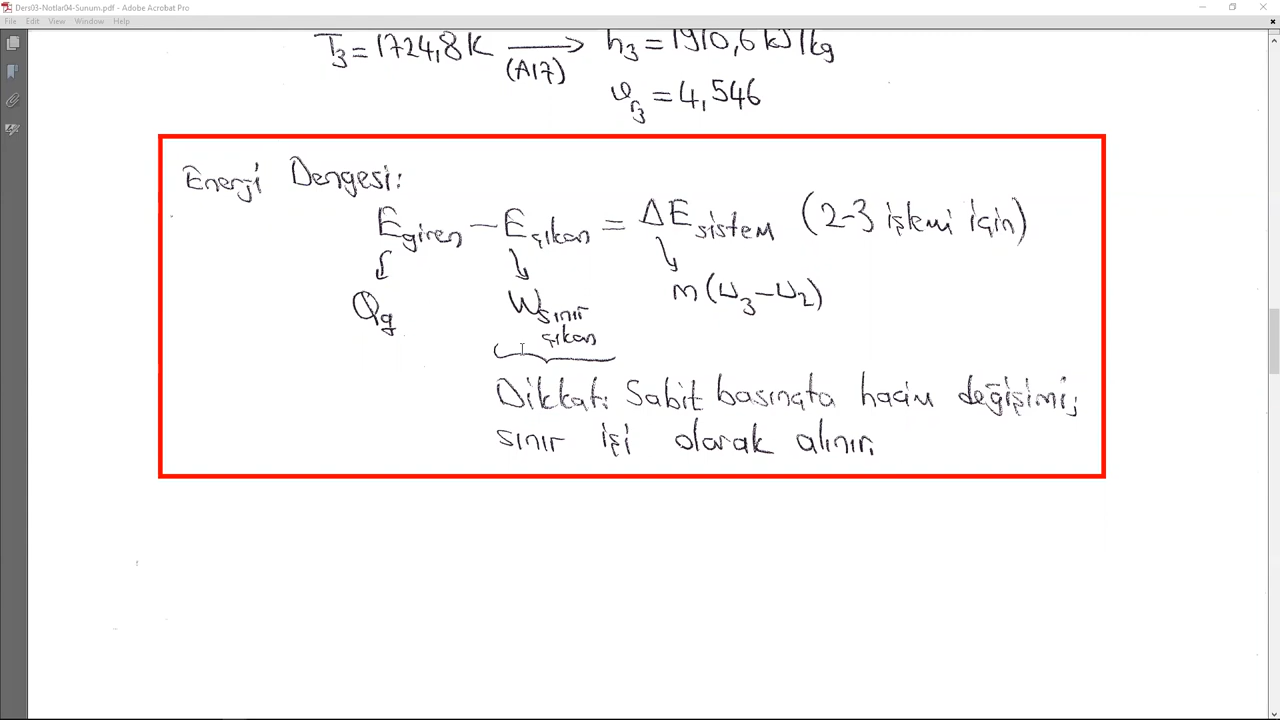 Ders03-Notlar04-Sunum.pdf - Adobe Acrobat Pro
File Edit View Window Help
T3 = 1724,8 K → h3 = 1910,6 kJ/kg
(A17)
υr3 = 4,546
Enerji Dengesi:
Egiren - Eçıkan = ΔEsistem (2-3 işlemi için)
Qg Wsınır çıkan m(u3-u2)
Dikkat: Sabit basınçta hacim değişimi,
sınır işi olarak alınır.